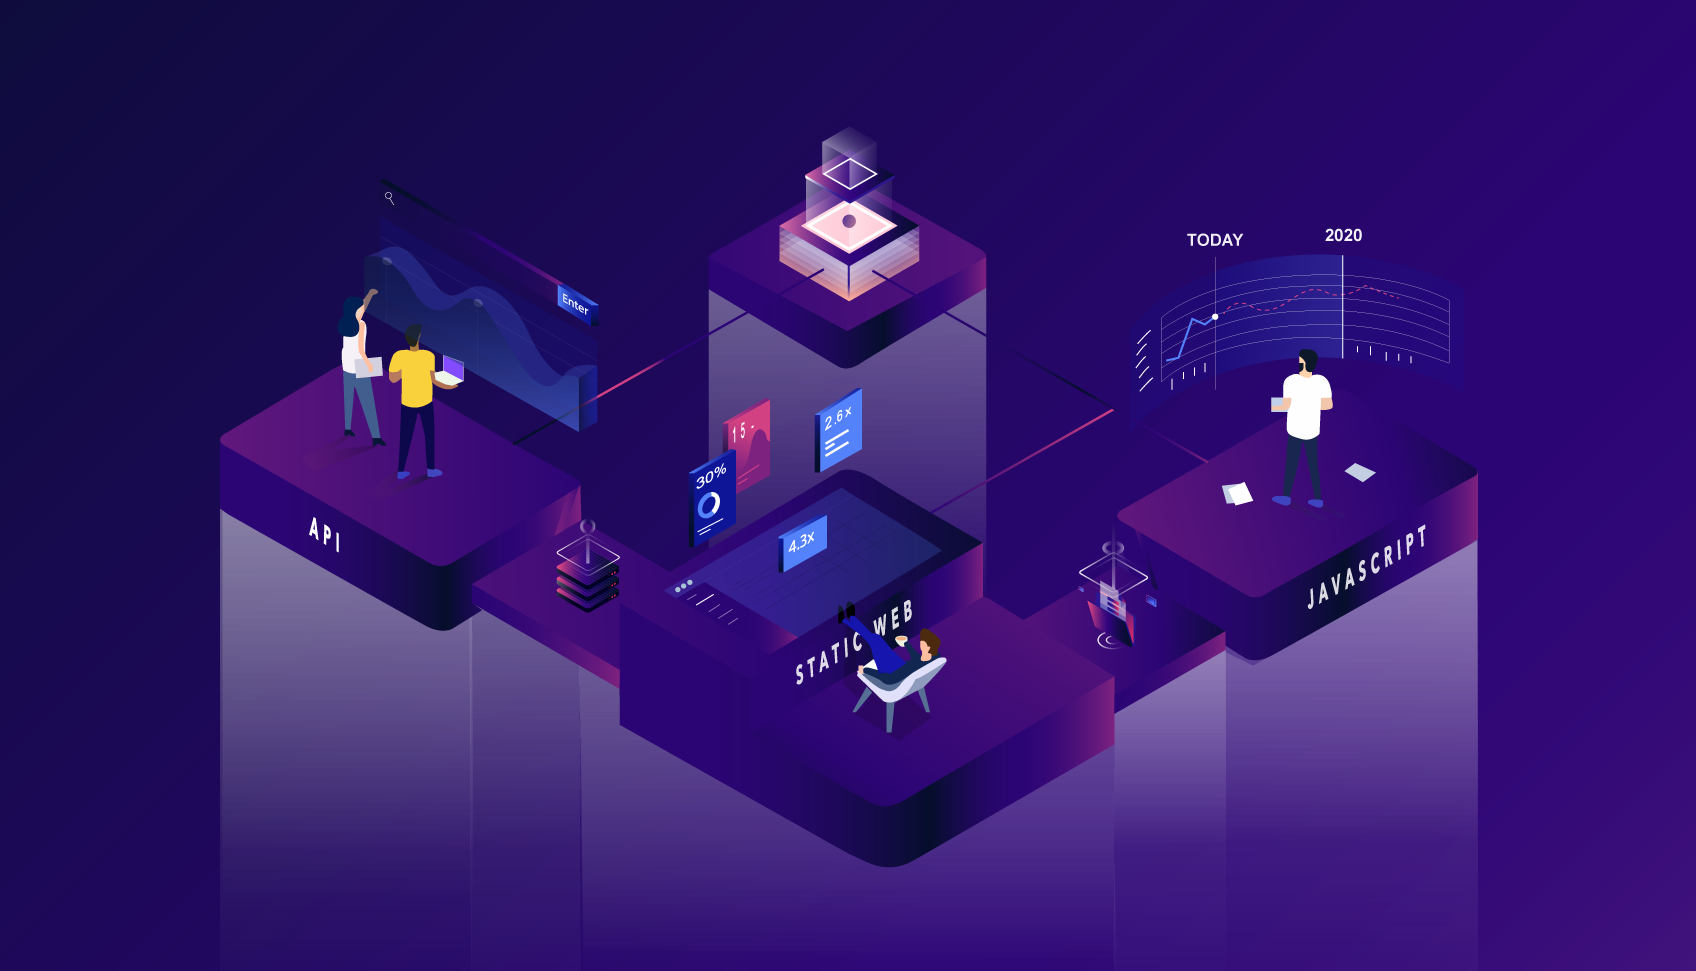 TODAY
2020
Enter
15 -
2.6x
30%
4.3x
API
STATIC WEB
JAVASCRIPT